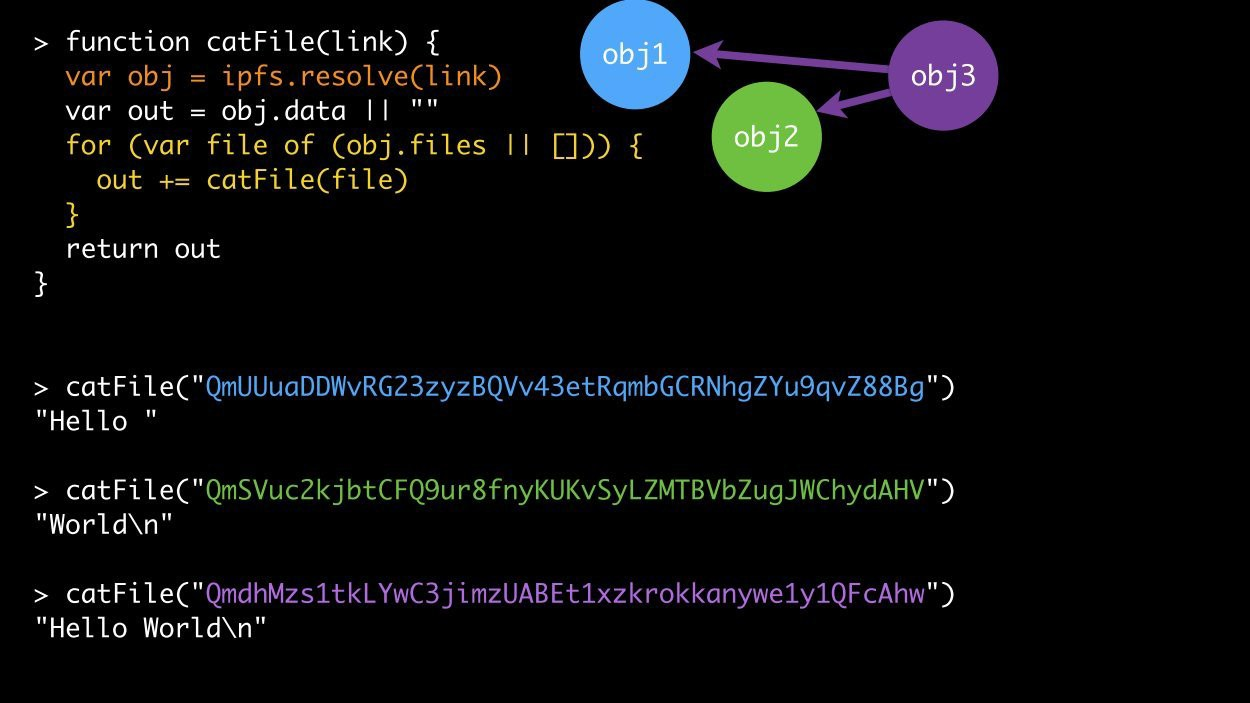 > function catFile(link) {
var obj = ipfs.resolve(link)
var out = obj.data || ""
for (var file of (obj.files || [])) {
out += catFile(file)
}
return out
}
obj1
obj2
obj3
> catFile("QmUUuaDDWvRG23zyzBQVv43etRqmbGCRNhgZYu9qvZ88Bg")
"Hello "
> catFile("QmSVuc2kjbtCFQ9ur8fnyKUKvSyLZMTBVbZugJWChydAHV")
"World\n"
> catFile("QmdhMzs1tkLYwC3jimzUABEt1xzkrokkanywe1y1QFcAhw")
"Hello World\n"